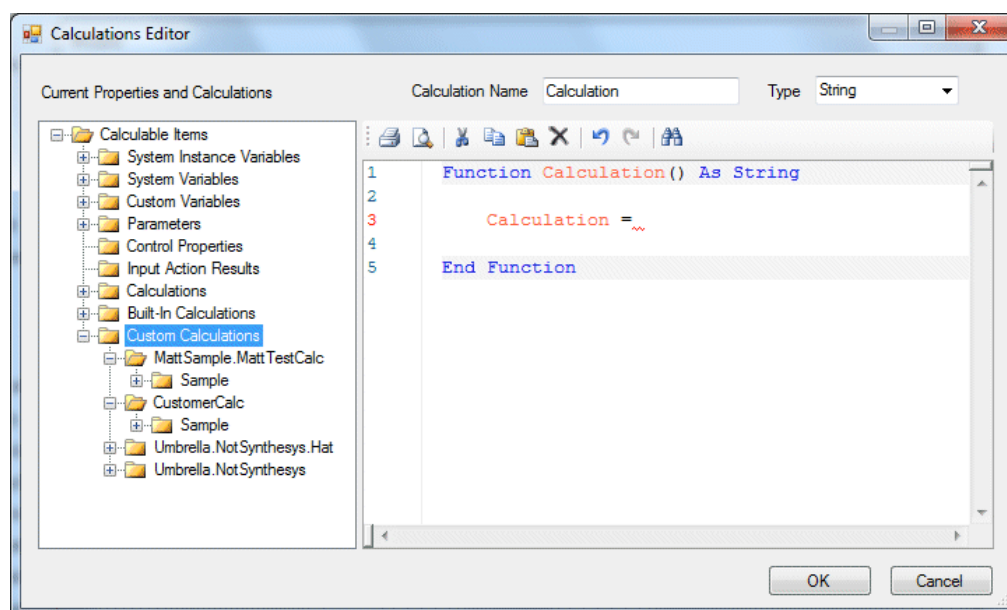 Calculations Editor
Current Properties and Calculations
Calculation Name Calculation Type String
Calculable Items
System Instance Variables
System Variables
Custom Variables
Parameters
Control Properties
Input Action Results
Calculations
Built-In Calculations
Custom Calculations
MattSample.MattTestCalc
Sample
CustomerCalc
Sample
Umbrella.NotSynthesys.Hat
Umbrella.NotSynthesys
1 Function Calculation() As String
2
3 Calculation =
4
5 End Function
OK Cancel